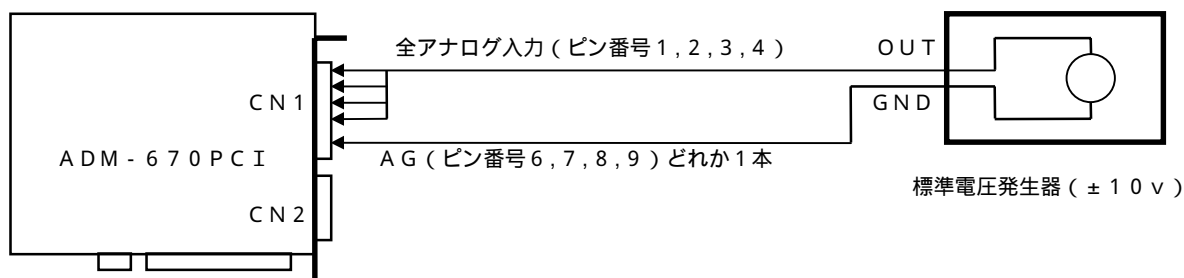 全アナログ入力（ピン番号１，２，３，４）
ＯＵＴ
ＣＮ１
ＧＮＤ
ＡＤＭ－６７０ＰＣＩ
ＡＧ（ピン番号６，７，８，９）どれか１本
標準電圧発生器（±１０ｖ）
ＣＮ２